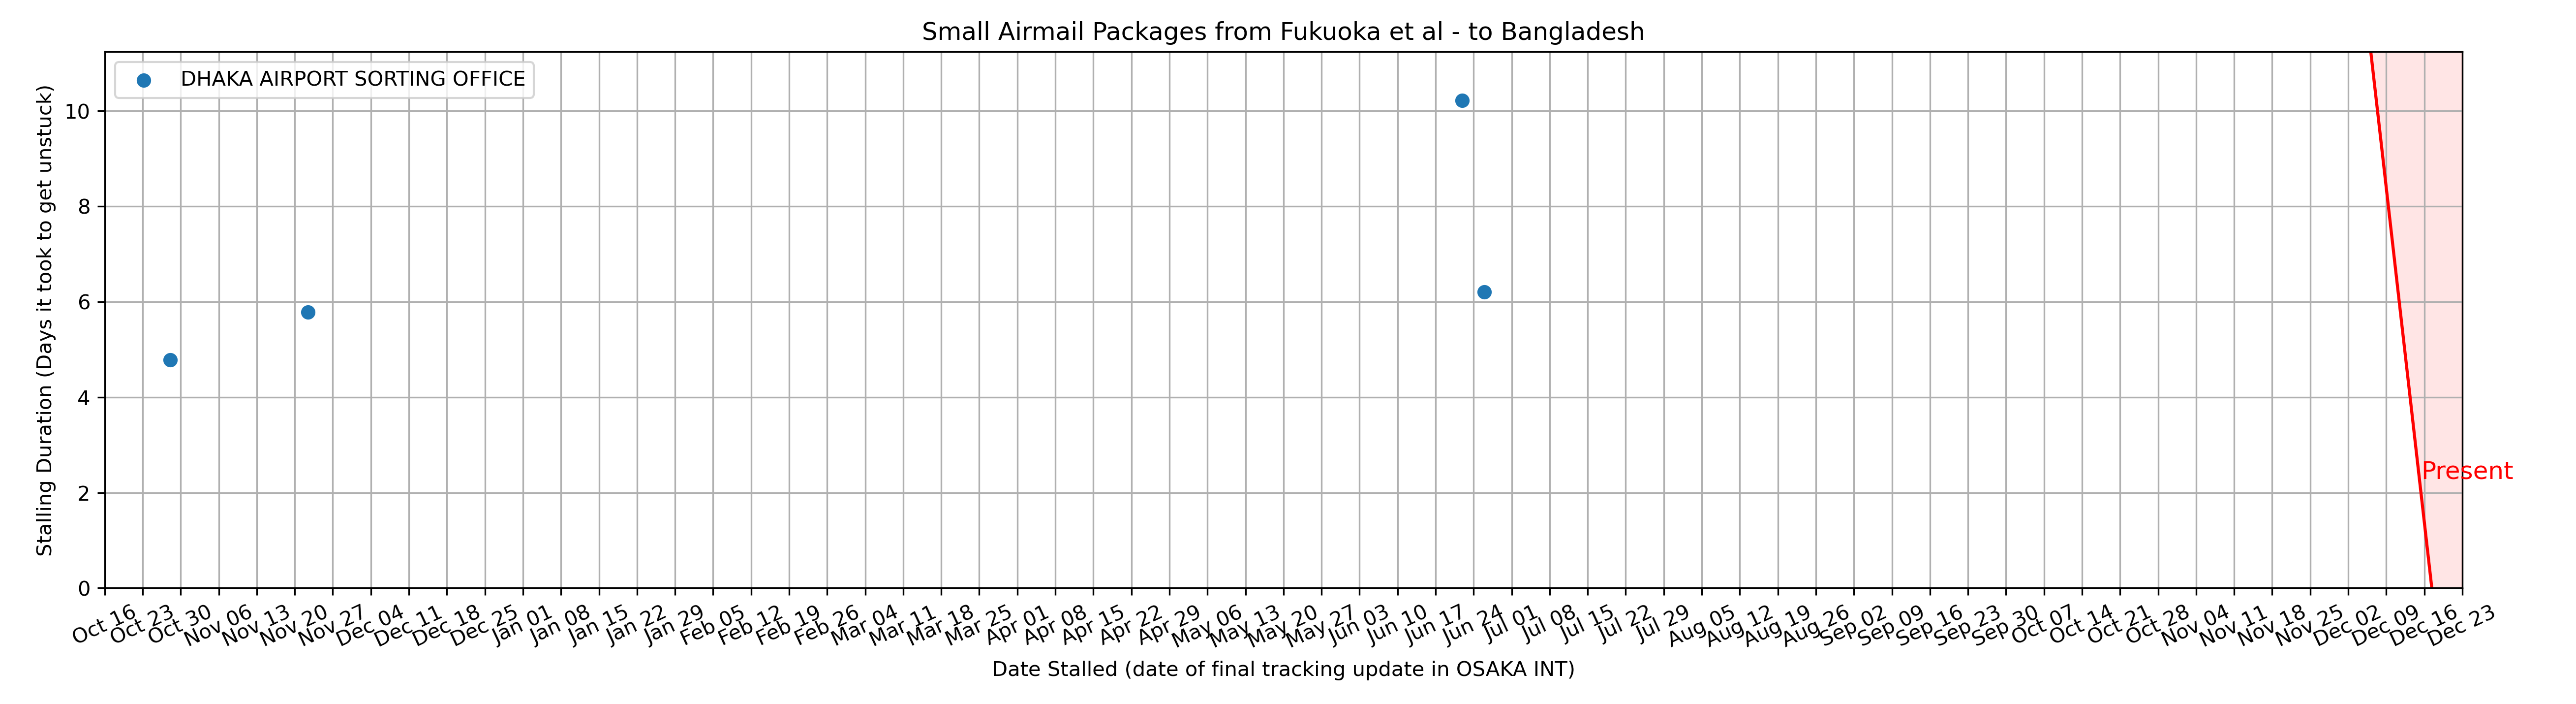 Small Airmail Packages from Fukuoka et al - to Bangladesh
DHAKA AIRPORT SORTING OFFICE
Stalling Duration (Days it took to get unstuck)
10
8
6
4
2
0
Present
Oct 16 Oct 23 Oct 30 Nov 06 Nov 13 Nov 20 Nov 27 Dec 04 Dec 11 Dec 18 Dec 25 Jan 01 Jan 08 Jan 15 Jan 22 Jan 29 Feb 05 Feb 12 Feb 19 Feb 26 Mar 04 Mar 11 Mar 18 Mar 25 Apr 01 Apr 08 Apr 15 Apr 22 Apr 29 May 06 May 13 May 20 May 27 Jun 03 Jun 10 Jun 17 Jun 24 Jul 01 Jul 08 Jul 15 Jul 22 Jul 29 Aug 05 Aug 12 Aug 19 Aug 26 Sep 02 Sep 09 Sep 16 Sep 23 Sep 30 Oct 07 Oct 14 Oct 21 Oct 28 Nov 04 Nov 11 Nov 18 Nov 25 Dec 02 Dec 09 Dec 16 Dec 23
Date Stalled (date of final tracking update in OSAKA INT)